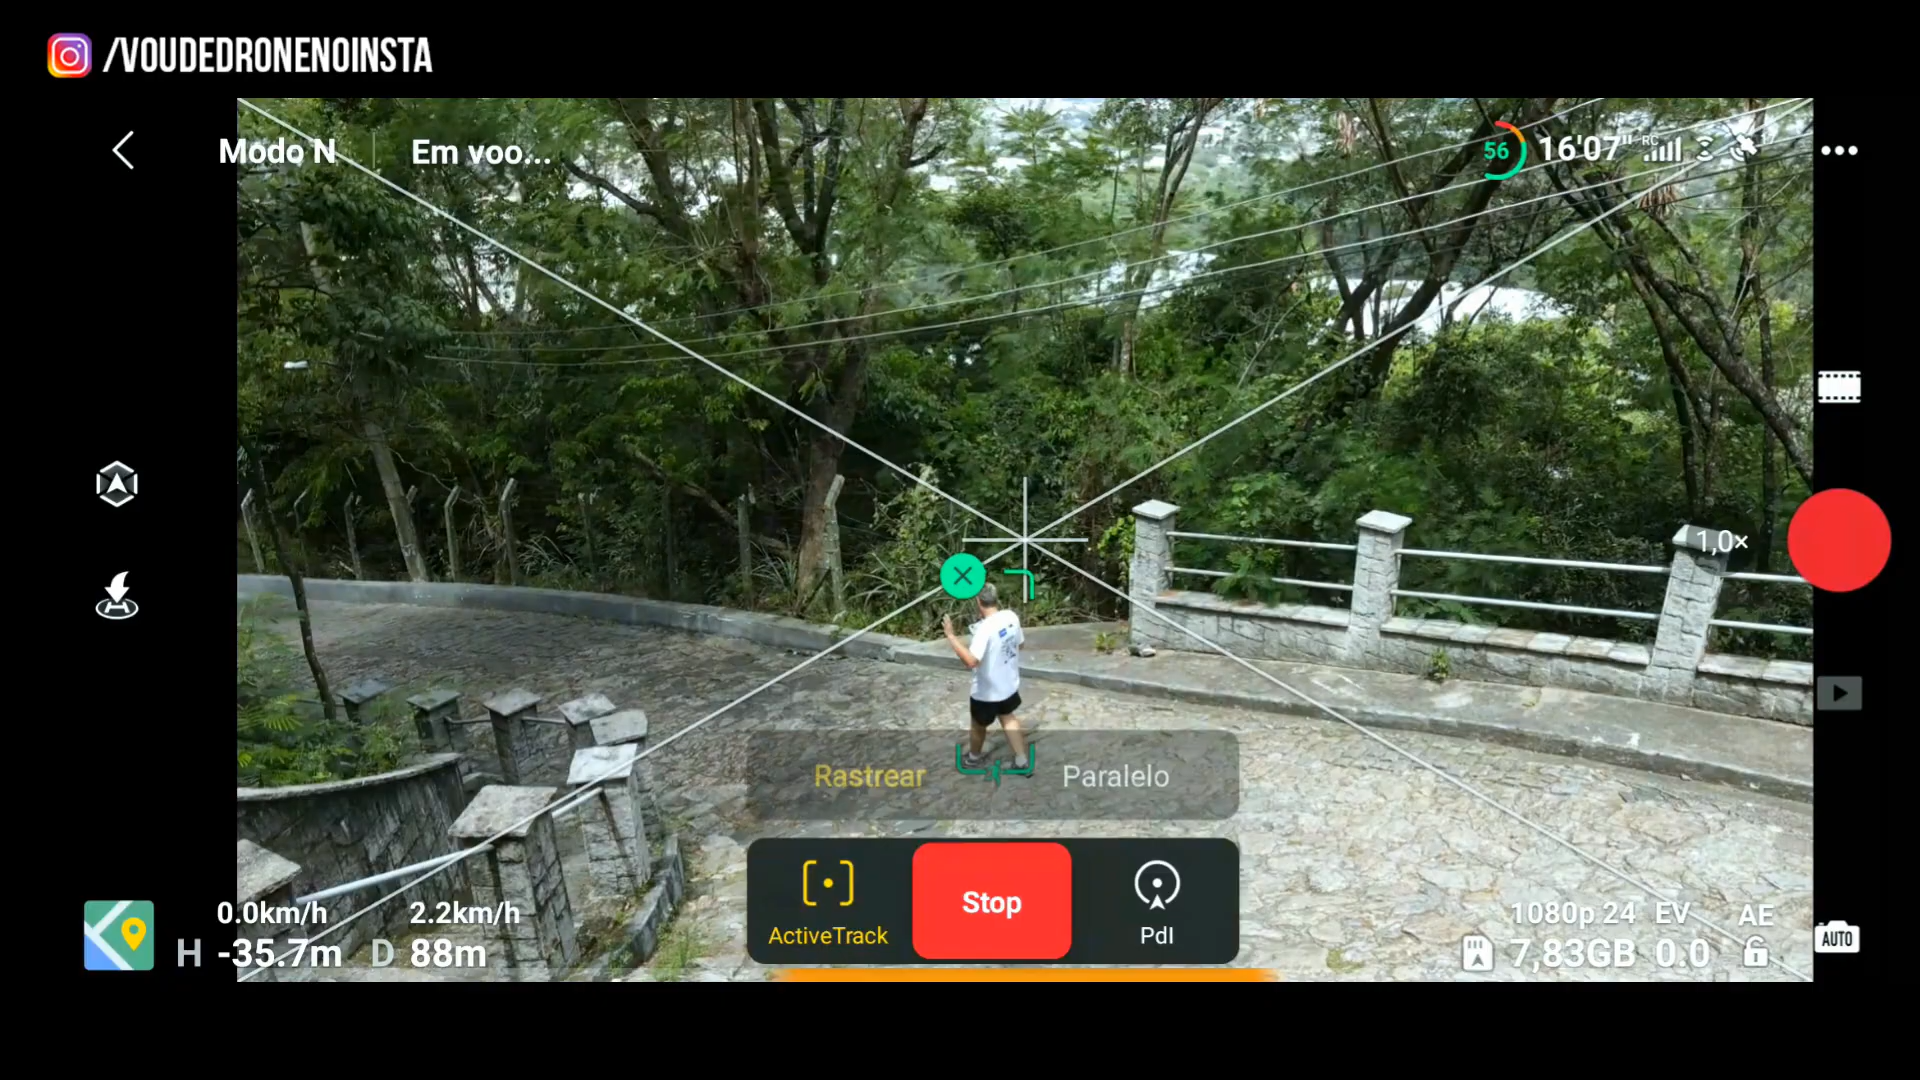 /VOUDEDRONENOINSTA
Modo N
Em voo...
56
16'07"
RC
1,0×
Rastrear
Paralelo
ActiveTrack
Stop
PdI
0.0km/h
2.2km/h
H -35.7m
D 88m
1080p 24
EV
AE
7,83GB
0.0
AUTO